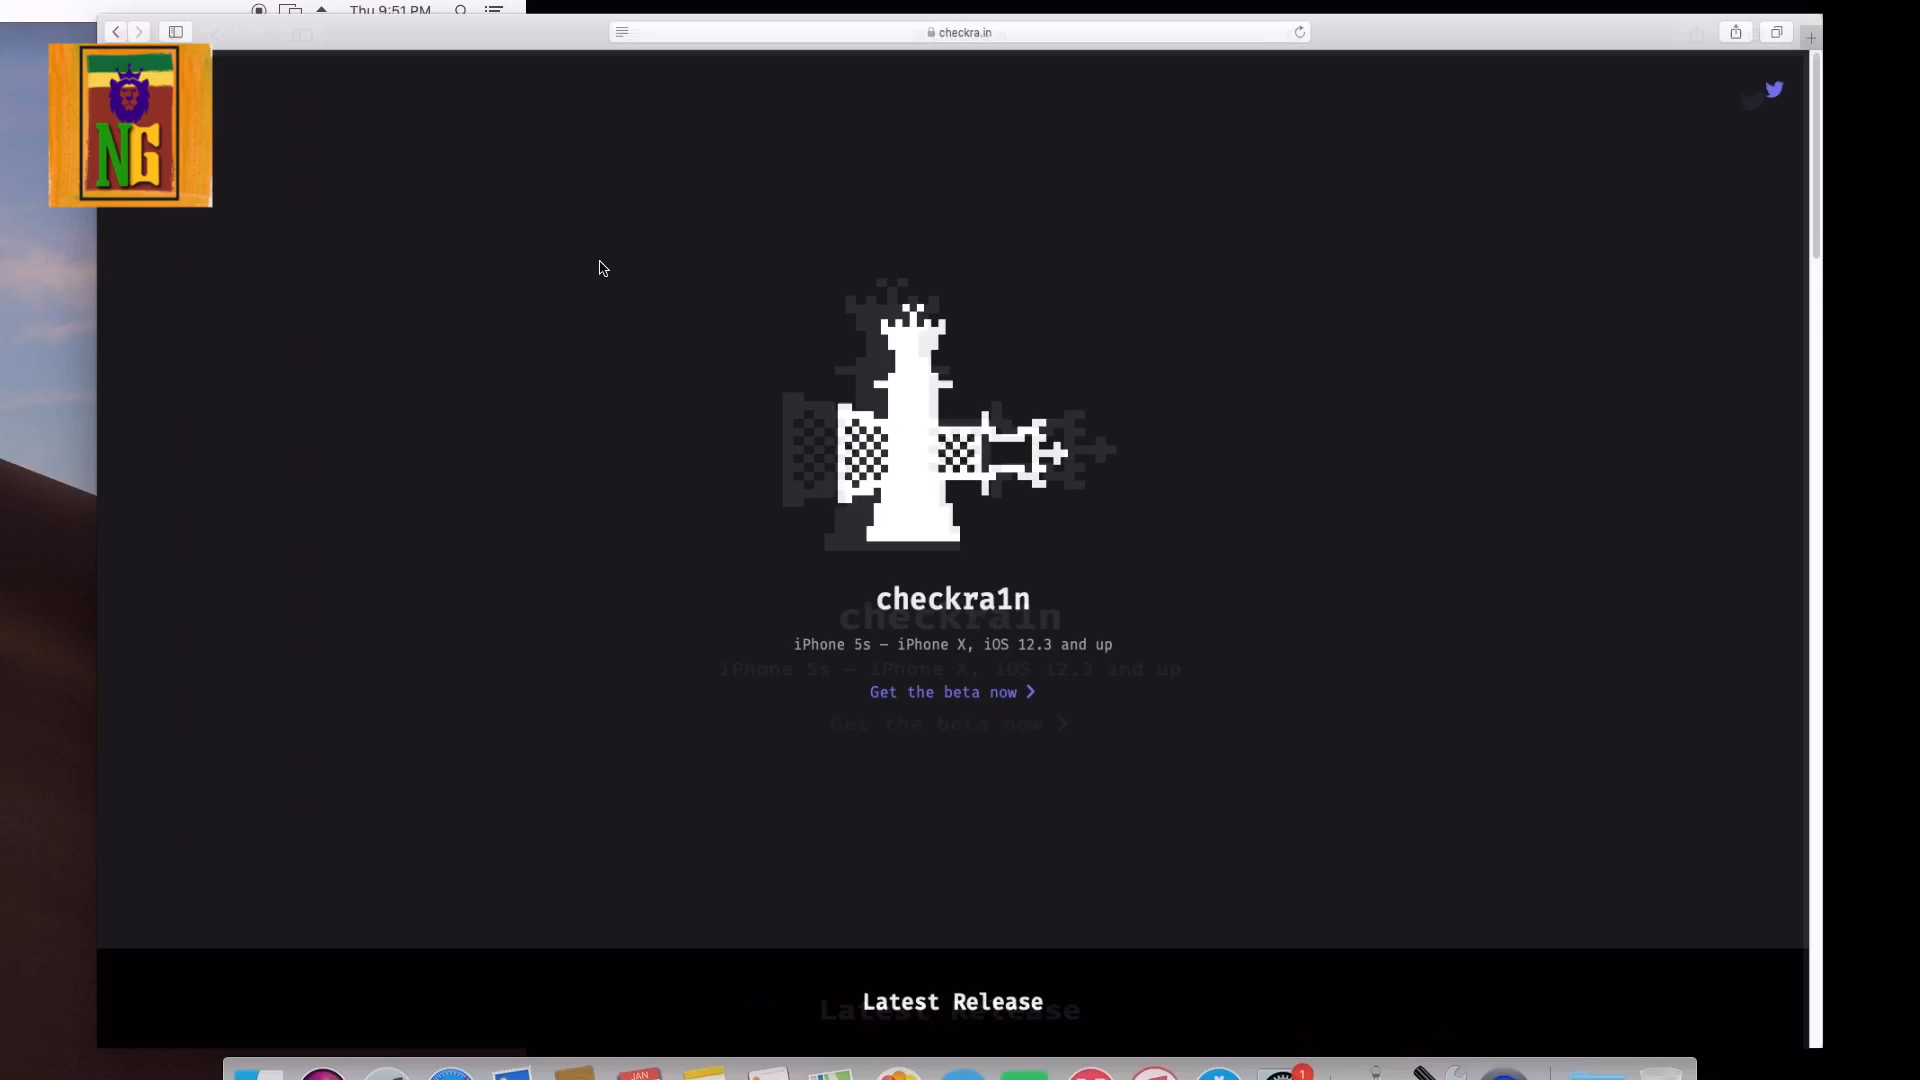 Thu 9:51 PM
checkra.in
NG
checkra1n
iPhone 5s – iPhone X, iOS 12.3 and up
Get the beta now
Latest Release
JAN
1